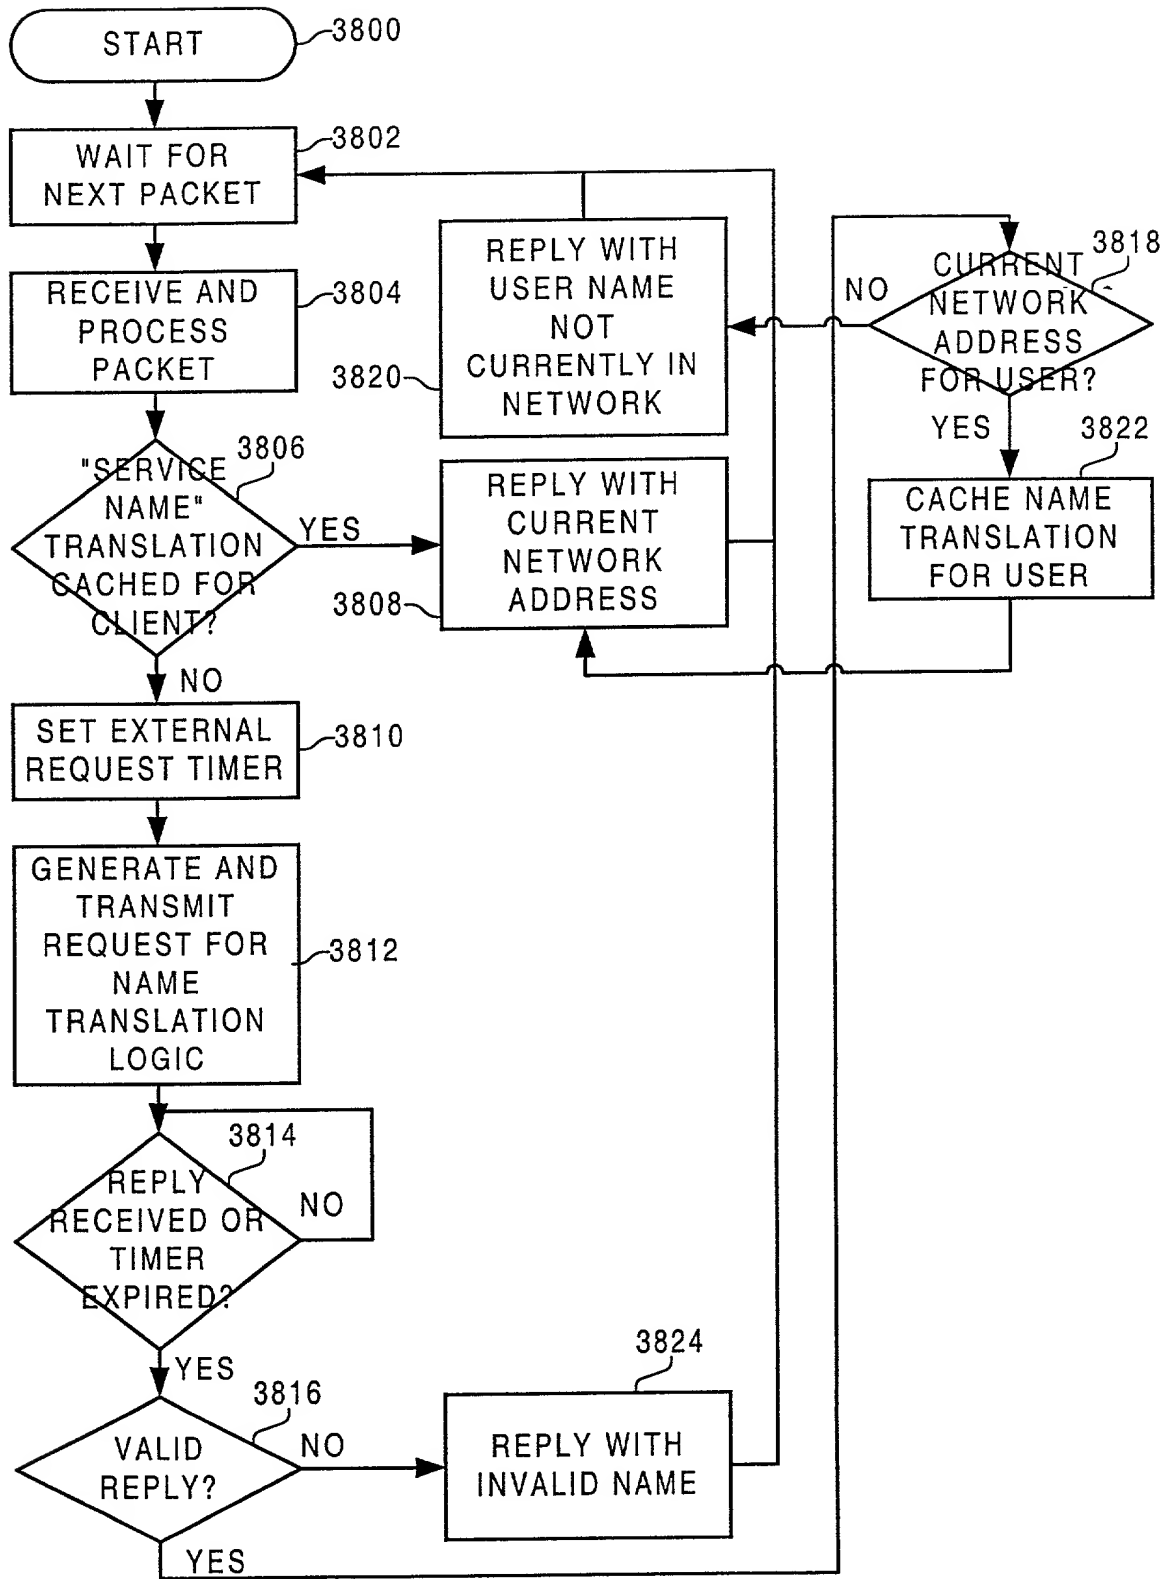 START
3800
WAIT FOR
NEXT PACKET
3802
RECEIVE AND
PROCESS
PACKET
3804
"SERVICE
NAME"
TRANSLATION
CACHED FOR
CLIENT?
3806
YES
NO
REPLY WITH
CURRENT
NETWORK
ADDRESS
3808
REPLY WITH
USER NAME
NOT
CURRENTLY IN
NETWORK
3820
NO
CURRENT
NETWORK
ADDRESS
FOR USER?
3818
YES
3822
CACHE NAME
TRANSLATION
FOR USER
SET EXTERNAL
REQUEST TIMER
3810
GENERATE AND
TRANSMIT
REQUEST FOR
NAME
TRANSLATION
LOGIC
3812
REPLY
RECEIVED OR
TIMER
EXPIRED?
3814
NO
YES
VALID
REPLY?
3816
NO
YES
REPLY WITH
INVALID NAME
3824